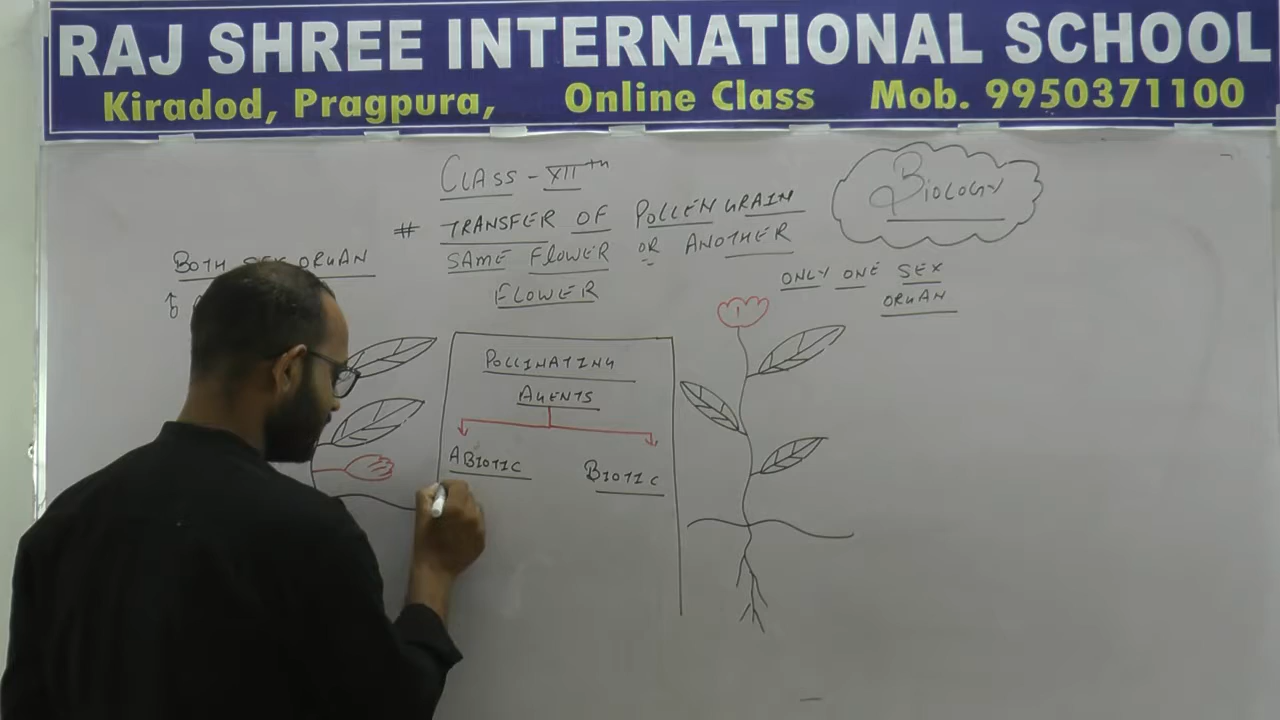 RAJ SHREE INTERNATIONAL SCHOOL
Kiradod, Pragpura, Online Class Mob. 9950371100
CLASS - XIIth
BIOLOGY
# TRANSFER OF POLLEN GRAIN
SAME FLOWER OR ANOTHER
FLOWER
BOTH SEX ORGAN
ONLY ONE SEX
ORGAN
POLLINATING
AGENTS
ABIOTIC
BIOTIC